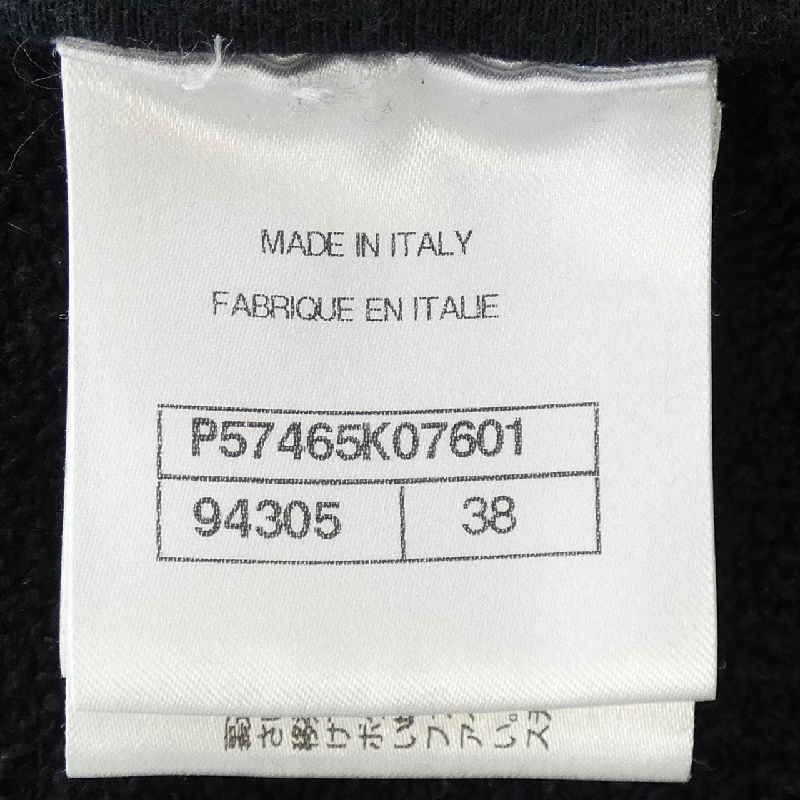 MADE IN ITALY
FABRIQUE EN ITALIE
P57465K07601
94305 38